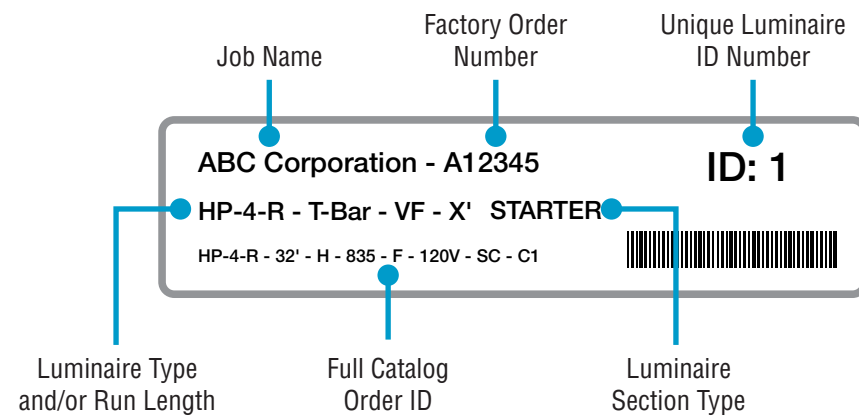 Job Name
Factory Order
Number
Unique Luminaire
ID Number
ABC Corporation - A12345
ID: 1
HP-4-R - T-Bar - VF - X' STARTER
HP-4-R - 32' - H - 835 - F - 120V - SC - C1
Luminaire Type
and/or Run Length
Full Catalog
Order ID
Luminaire
Section Type